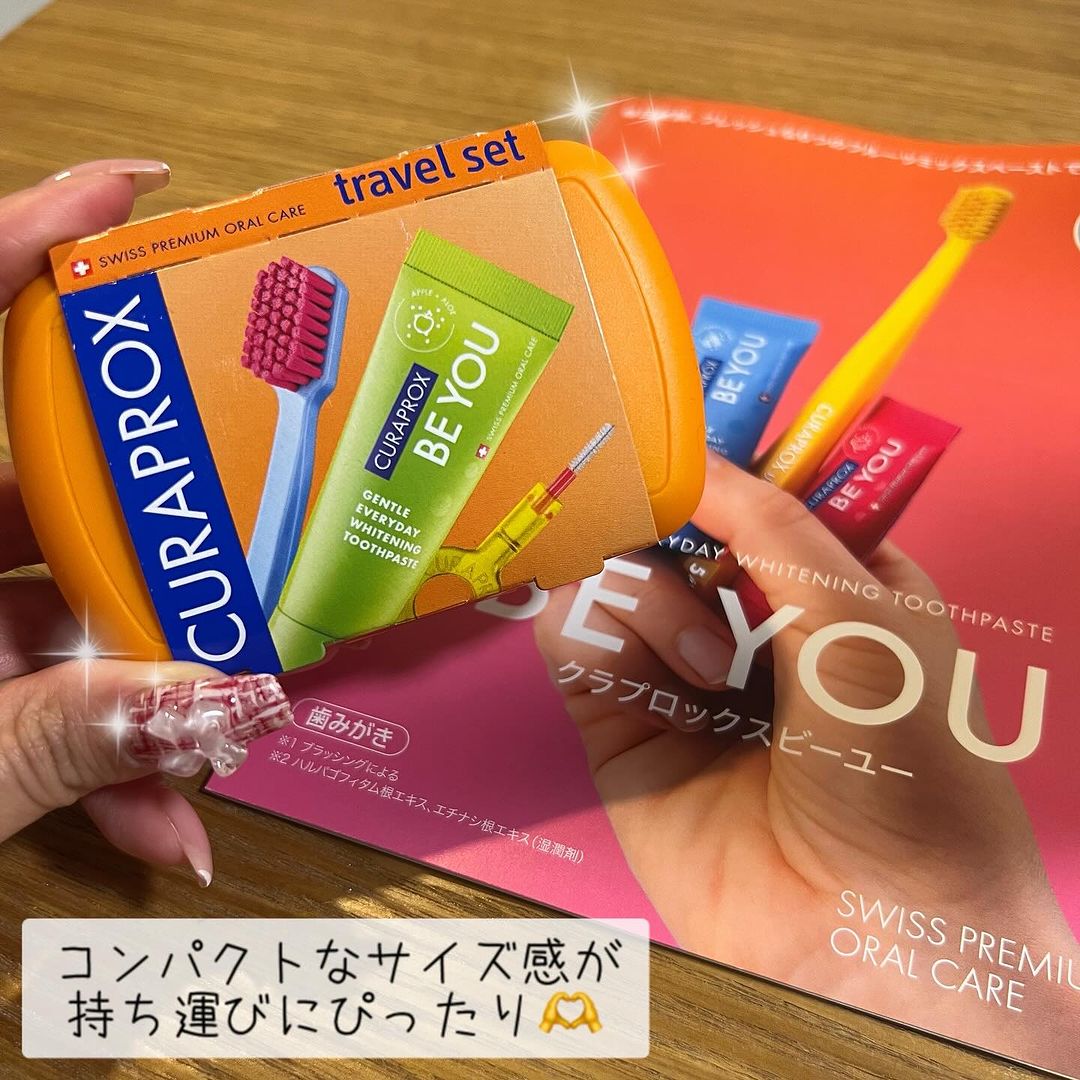 travel set
SWISS PREMIUM ORAL CARE
CURAPROX
APPLE + ALOE
CURAPROX
BE YOU
SWISS PREMIUM ORAL CARE
GENTLE
EVERYDAY
WHITENING
TOOTHPASTE
BE YOU
CURAPROX
CURAPROX
BE YOU
YDAY WHITENING TOOTHPASTE
BE YOU
クラプロックスビーユー
歯みがき
※1 ブラッシングによる
※2 ハルパゴフィタム根エキス、エチナシ根エキス(湿潤剤)
SWISS PREMIU
ORAL CARE
コンパクトなサイズ感が
持ち運びにぴったり🫶